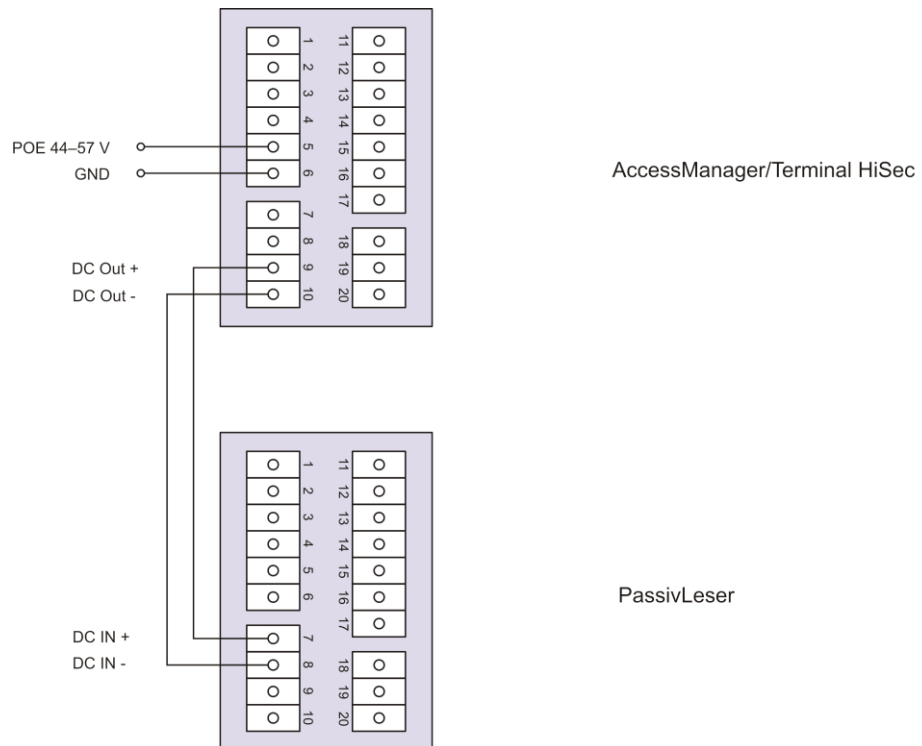 1 11
2 12
3 13
4 14
POE 44–57 V 5 15
GND 6 16
17
7
8 18
DC Out + 9 19
DC Out - 10 20
AccessManager/Terminal HiSec
1 11
2 12
3 13
4 14
5 15
6 16
17
DC IN + 7
DC IN - 8 18
9 19
10 20
PassivLeser